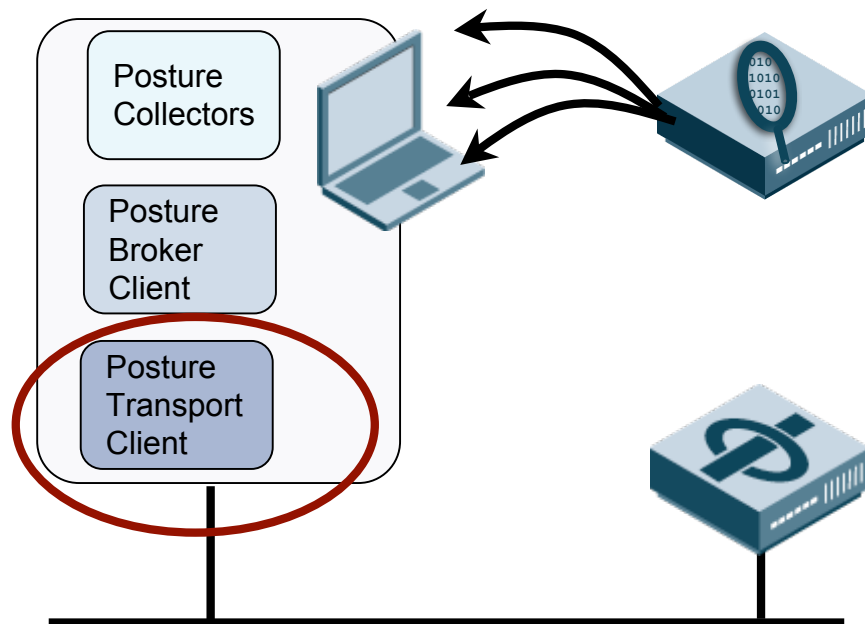 Posture
Collectors
Posture
Broker
Client
Posture
Transport
Client
010
1010
0101
010